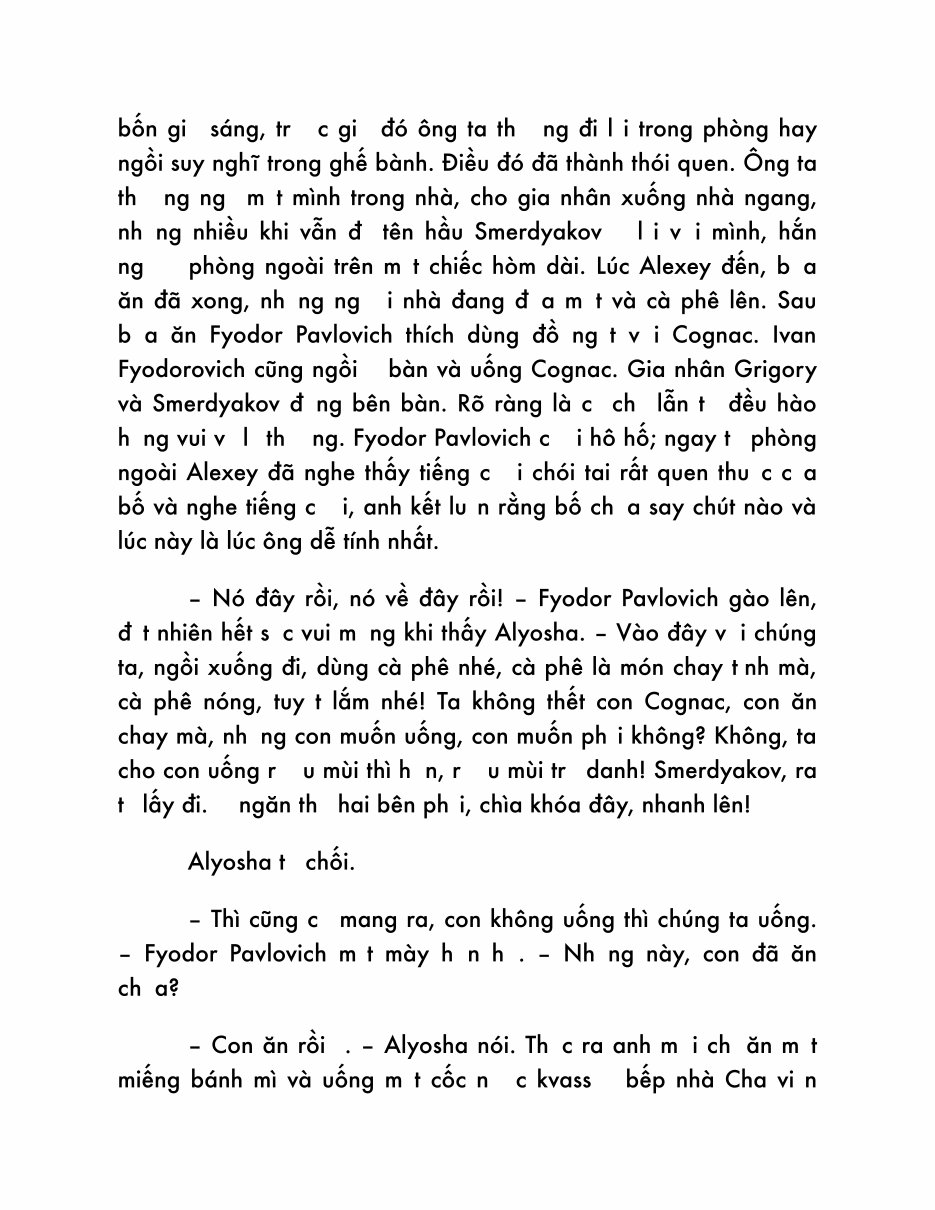 bốn gi sáng, tr c gi đó ông ta th ng đi l i trong phòng hay
ngồi suy nghĩ trong ghế bành. Điều đó đã thành thói quen. Ông ta
th ng ng m t mình trong nhà, cho gia nhân xuống nhà ngang,
nh ng nhiều khi vẫn đ tên hầu Smerdyakov l i v i mình, hắn
ng phòng ngoài trên m t chiếc hòm dài. Lúc Alexey đến, b a
ăn đã xong, nh ng ng i nhà đang đ a m t và cà phê lên. Sau
b a ăn Fyodor Pavlovich thích dùng đồ ng t v i Cognac. Ivan
Fyodorovich cũng ngồi bàn và uống Cognac. Gia nhân Grigory
và Smerdyakov đ ng bên bàn. Rõ ràng là c ch lẫn t đều hào
h ng vui v l th ng. Fyodor Pavlovich c i hô hố; ngay t phòng
ngoài Alexey đã nghe thấy tiếng c i chói tai rất quen thu c c a
bố và nghe tiếng c i, anh kết lu n rằng bố ch a say chút nào và
lúc này là lúc ông dễ tính nhất.
– Nó đây rồi, nó về đây rồi! – Fyodor Pavlovich gào lên,
đ t nhiên hết s c vui m ng khi thấy Alyosha. – Vào đây v i chúng
ta, ngồi xuống đi, dùng cà phê nhé, cà phê là món chay t nh mà,
cà phê nóng, tuy t lắm nhé! Ta không thết con Cognac, con ăn
chay mà, nh ng con muốn uống, con muốn ph i không? Không, ta
cho con uống r u mùi thì h n, r u mùi tr danh! Smerdyakov, ra
t lấy đi. ngăn th hai bên ph i, chìa khóa đây, nhanh lên!
Alyosha t chối.
– Thì cũng c mang ra, con không uống thì chúng ta uống.
– Fyodor Pavlovich m t mày h n h . – Nh ng này, con đã ăn
ch a?
– Con ăn rồi . – Alyosha nói. Th c ra anh m i ch ăn m t
miếng bánh mì và uống m t cốc n c kvass bếp nhà Cha vi n